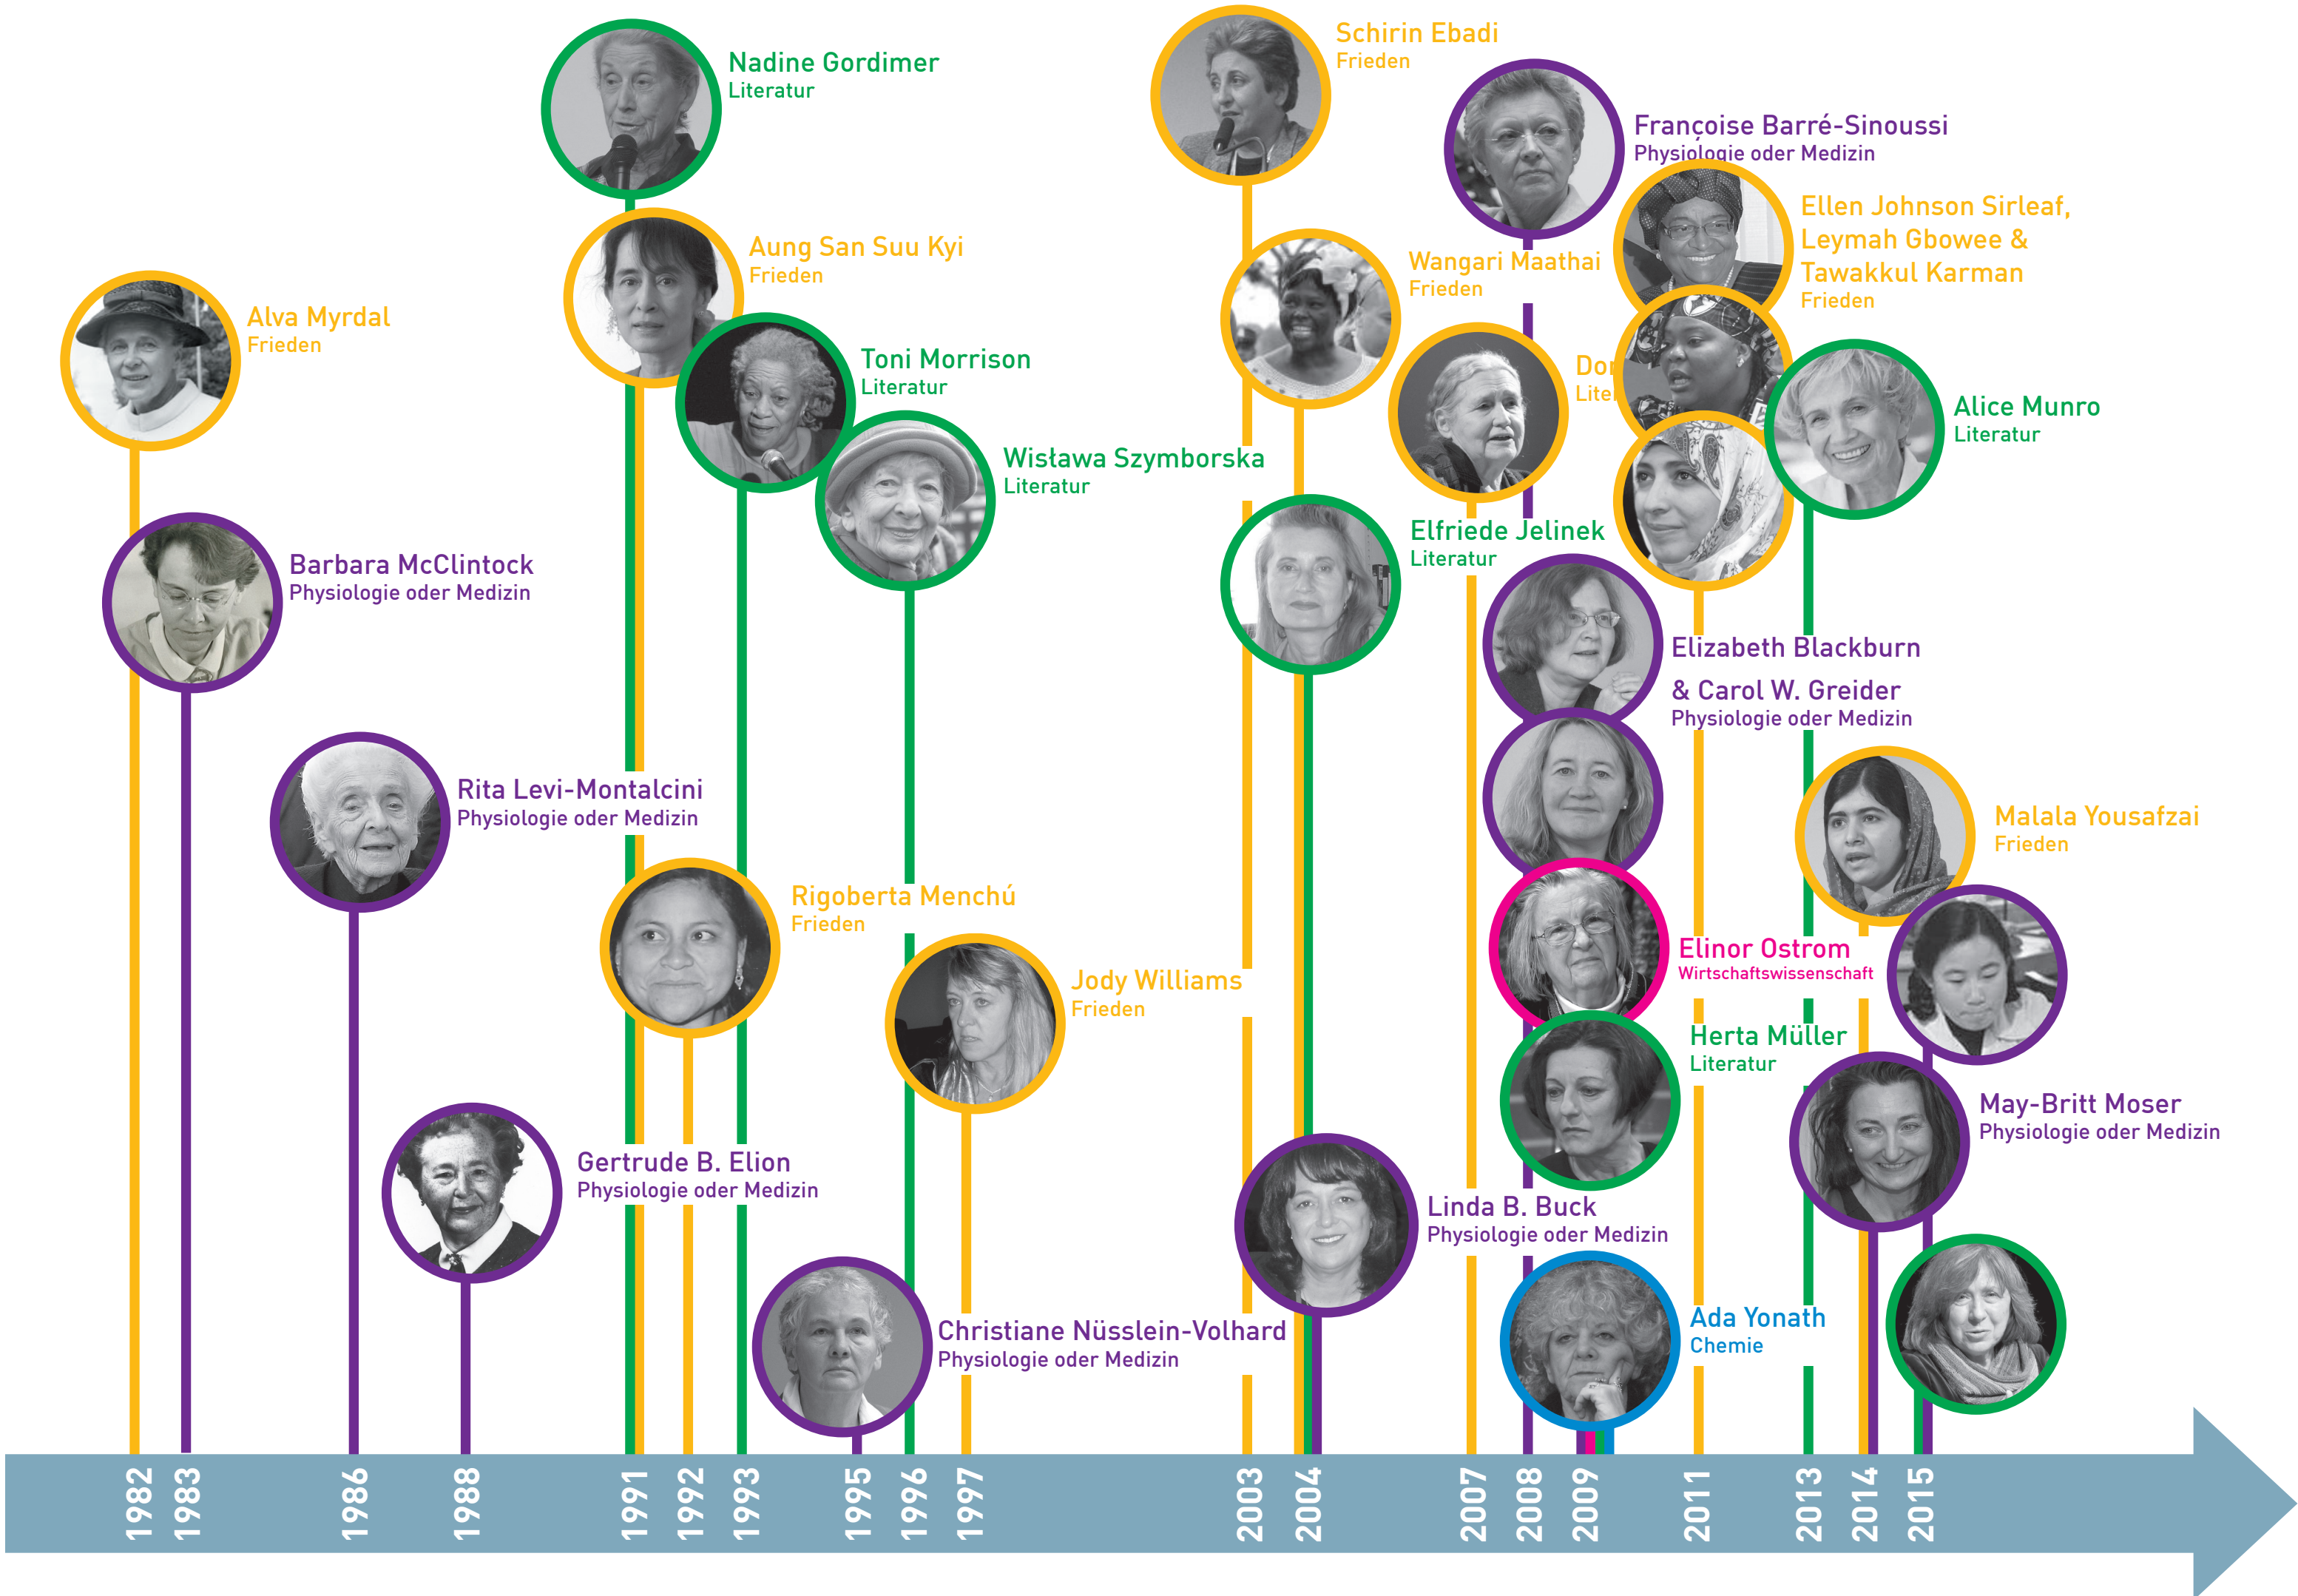 Schirin Ebadi
Frieden
Nadine Gordimer
Literatur
Françoise Barré-Sinoussi
Physiologie oder Medizin
Ellen Johnson Sirleaf,
Leymah Gbowee &
Tawakkul Karman
Frieden
Aung San Suu Kyi
Frieden
Wangari Maathai
Frieden
Alva Myrdal
Frieden
Toni Morrison
Literatur
Alice Munro
Literatur
Wisława Szymborska
Literatur
Elfriede Jelinek
Literatur
Barbara McClintock
Physiologie oder Medizin
Elizabeth Blackburn
& Carol W. Greider
Physiologie oder Medizin
Rita Levi-Montalcini
Physiologie oder Medizin
Malala Yousafzai
Frieden
Rigoberta Menchú
Frieden
Elinor Ostrom
Wirtschaftswissenschaft
Jody Williams
Frieden
Herta Müller
Literatur
May-Britt Moser
Physiologie oder Medizin
Gertrude B. Elion
Physiologie oder Medizin
Linda B. Buck
Physiologie oder Medizin
Ada Yonath
Chemie
Christiane Nüsslein-Volhard
Physiologie oder Medizin
1982
1983
1986
1988
1991
1992
1993
1995
1996
1997
2003
2004
2007
2008
2009
2011
2013
2014
2015